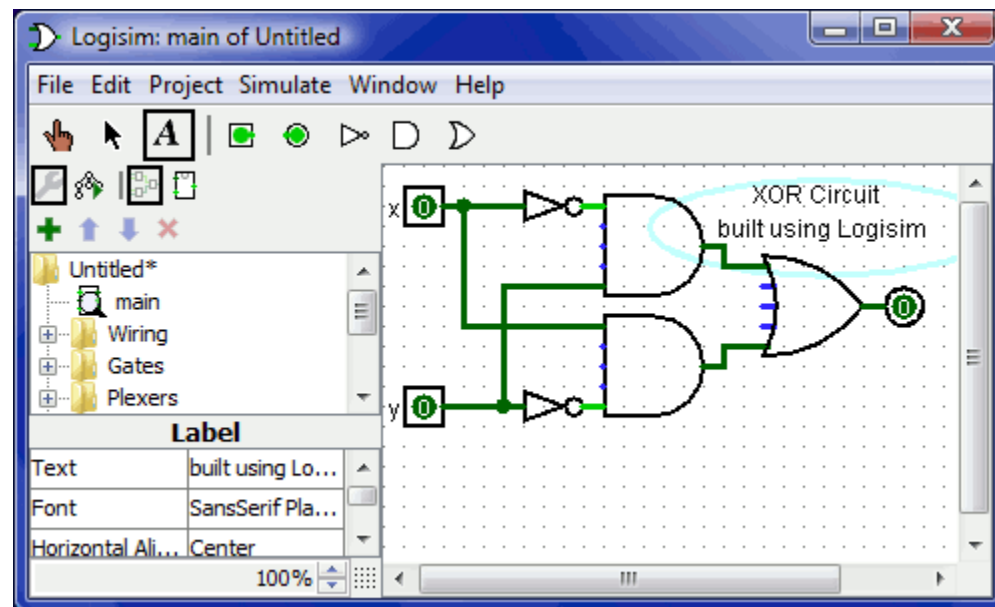 Logisim: main of Untitled
File Edit Project Simulate Window Help
A
Untitled*
main
Wiring
Gates
Plexers
Label
Text built using Lo...
Font SansSerif Pla...
Horizontal Ali... Center
100%
XOR Circuit
built using Logisim
x 0
0
y 0